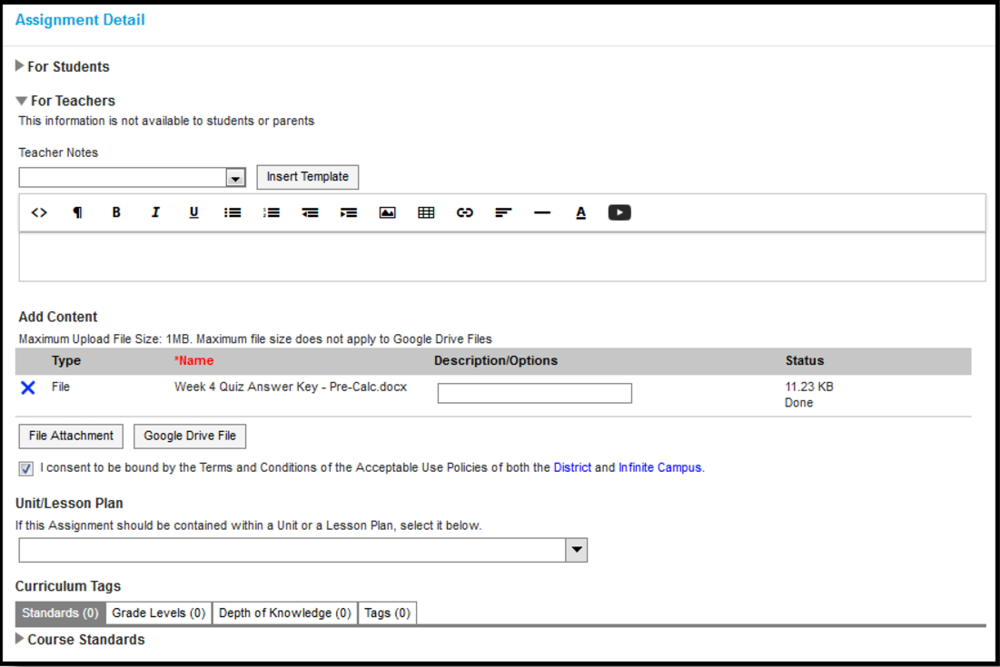 Assignment Detail
For Students
For Teachers
This information is not available to students or parents
Teacher Notes
Insert Template
<> ¶ B I U A
Add Content
Maximum Upload File Size: 1MB. Maximum file size does not apply to Google Drive Files
Type *Name Description/Options Status
File Week 4 Quiz Answer Key - Pre-Calc.docx 11.23 KB
Done
File Attachment Google Drive File
I consent to be bound by the Terms and Conditions of the Acceptable Use Policies of both the District and Infinite Campus.
Unit/Lesson Plan
If this Assignment should be contained within a Unit or a Lesson Plan, select it below.
Curriculum Tags
Standards (0) Grade Levels (0) Depth of Knowledge (0) Tags (0)
Course Standards